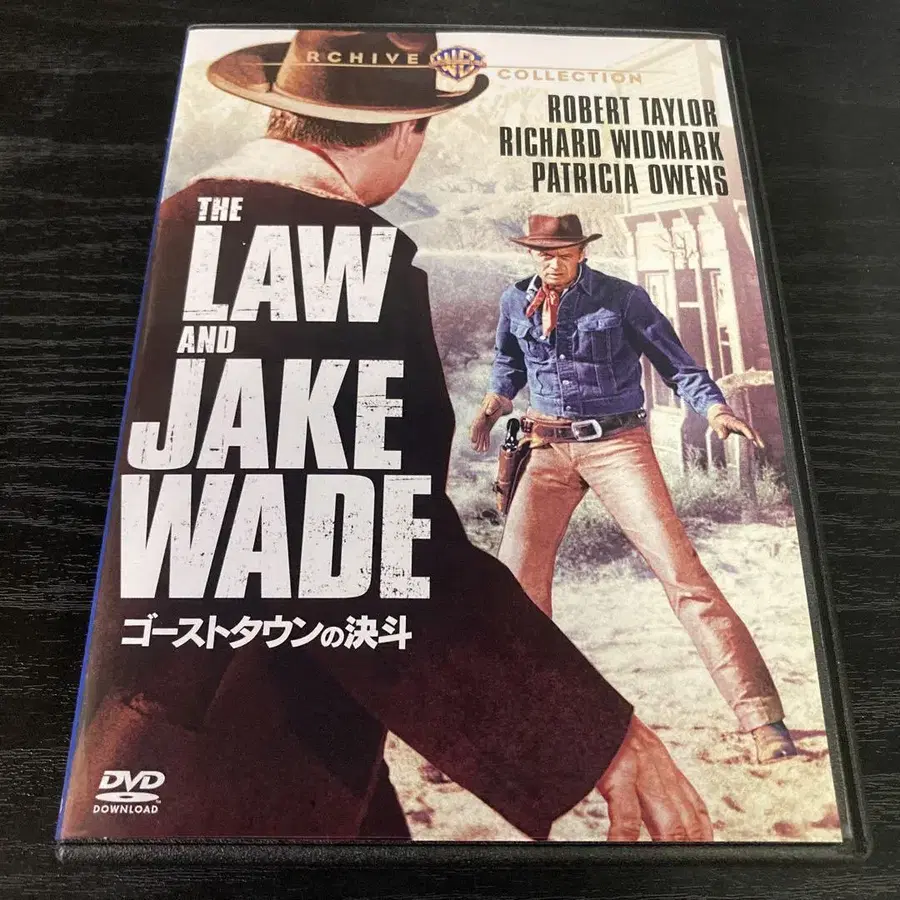 RCHIVE WB COLLECTION
ROBERT TAYLOR
RICHARD WIDMARK
PATRICIA OWENS
THE
LAW
AND
JAKE
WADE
ゴーストタウンの決斗
DVD
DOWNLOAD